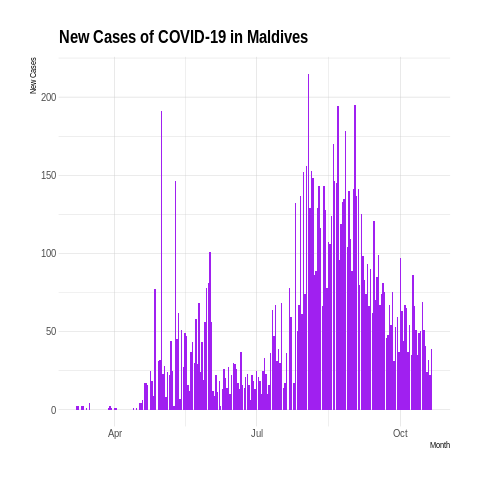 New Cases of COVID-19 in Maldives
New Cases
200
150
100
50
0
Apr
Jul
Oct
Month